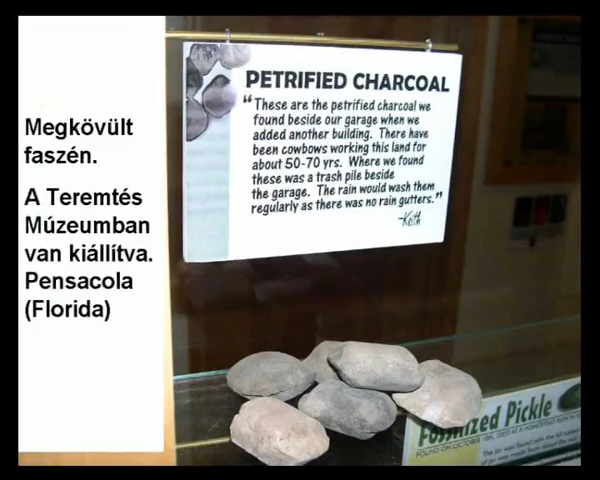 Megkövült
faszén.
A Teremtés
Múzeumban
van kiállítva.
Pensacola
(Florida)
PETRIFIED CHARCOAL
“These are the petrified charcoal we
found beside our garage when we
added another building. There have
been cowboys working this land for
about 50-70 yrs. Where we found
these was a trash pile beside
the garage. The rain would wash them
regularly as there was no rain gutters.”
-Keith
Fossilized Pickle